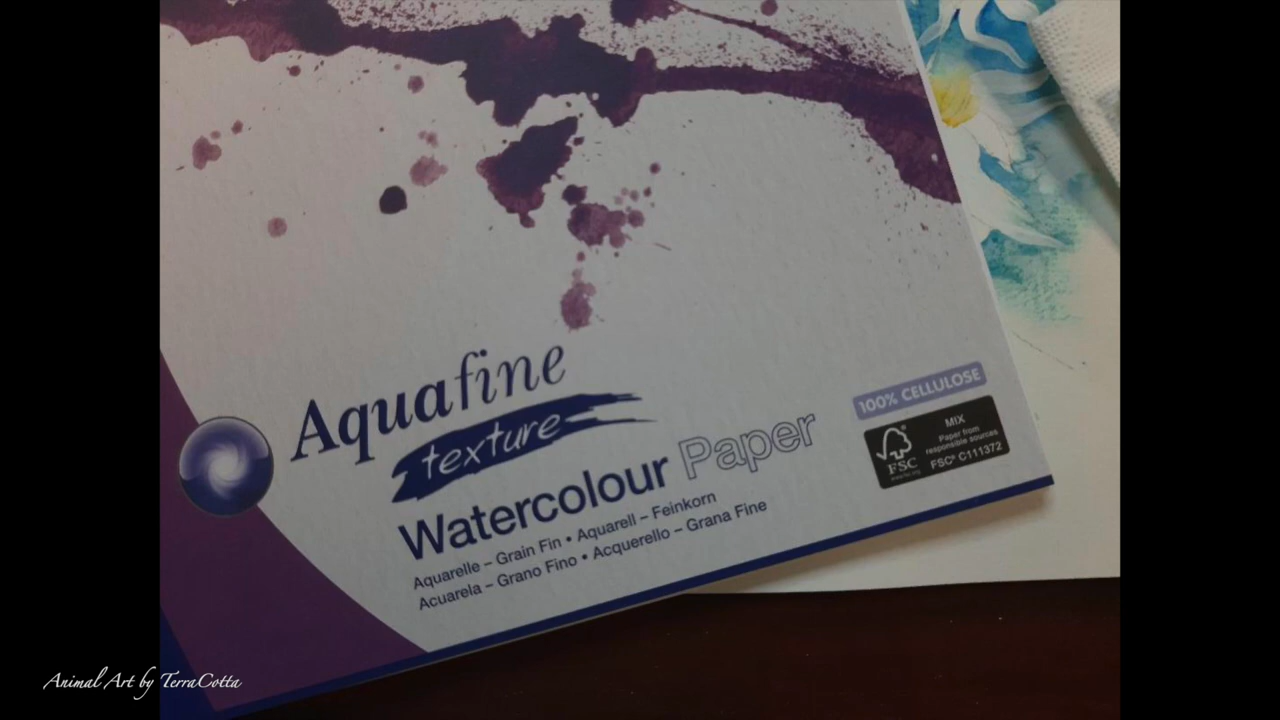 Aquafine
texture
Watercolour Paper
Aquarelle – Grain Fin • Aquarell – Feinkorn
Acuarela – Grano Fino • Acquerello – Grana Fine
100% CELLULOSE
MIX
Paper from
responsible sources
FSC® C111372
FSC
Animal Art by TerraCotta